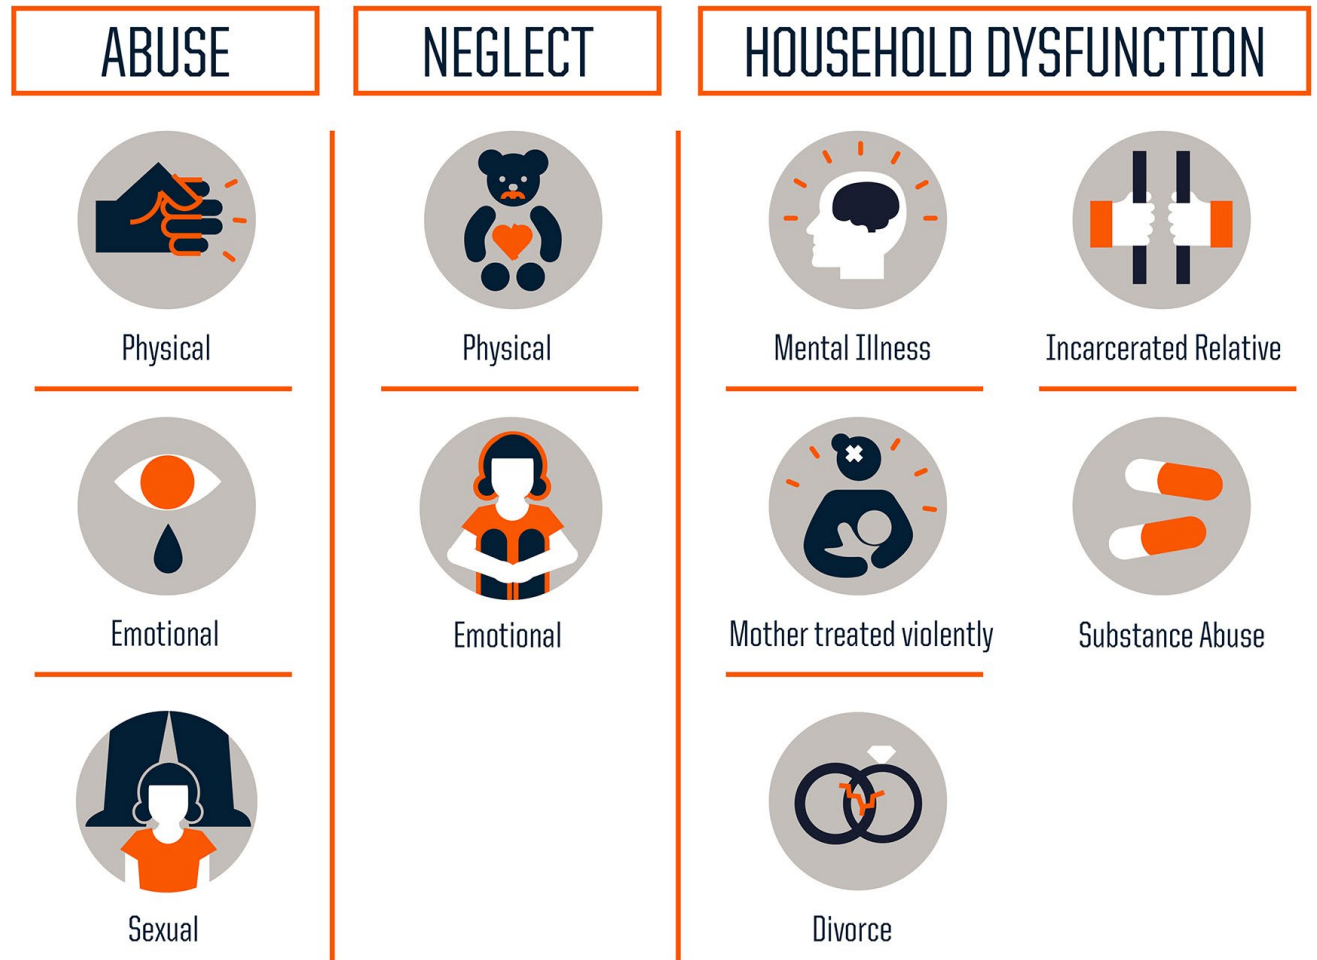 ABUSE
Physical
Emotional
Sexual
NEGLECT
Physical
Emotional
HOUSEHOLD DYSFUNCTION
Mental Illness
Incarcerated Relative
Mother treated violently
Substance Abuse
Divorce